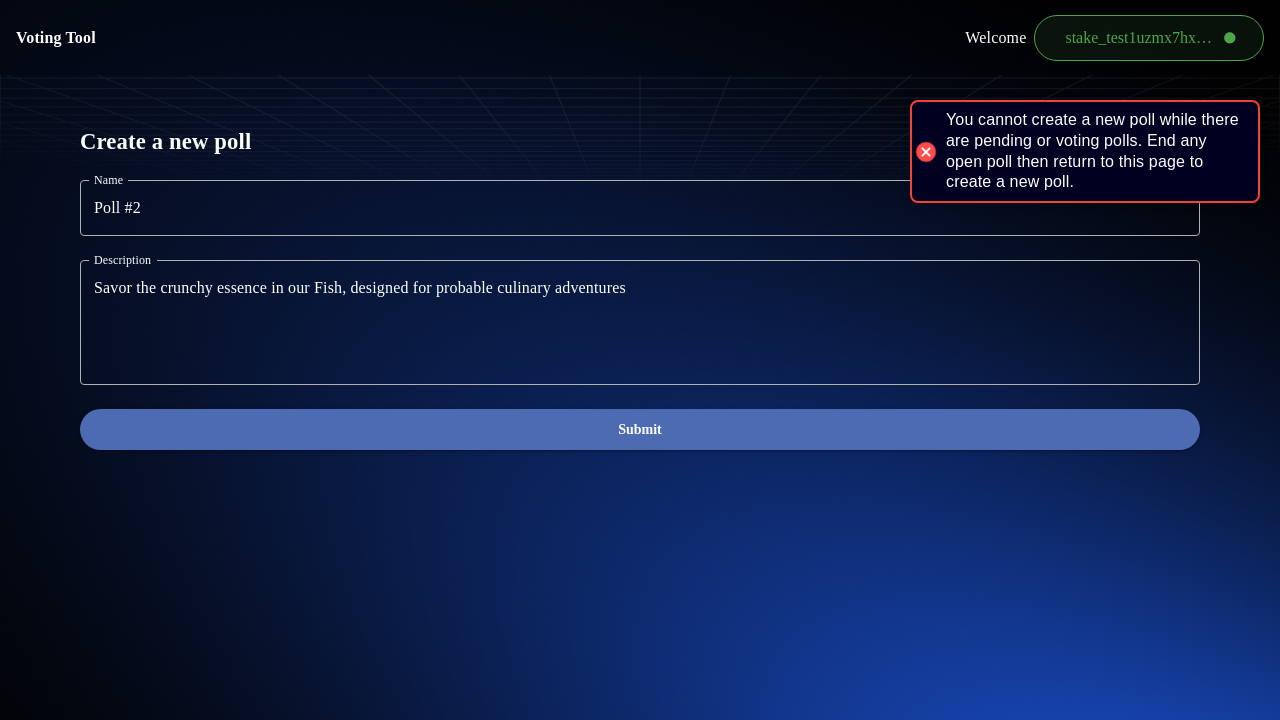 Voting Tool
Welcome
stake_test1uzmx7hx…
You cannot create a new poll while there
are pending or voting polls. End any
open poll then return to this page to
create a new poll.
Create a new poll
Name
Poll #2
Description
Savor the crunchy essence in our Fish, designed for probable culinary adventures
Submit